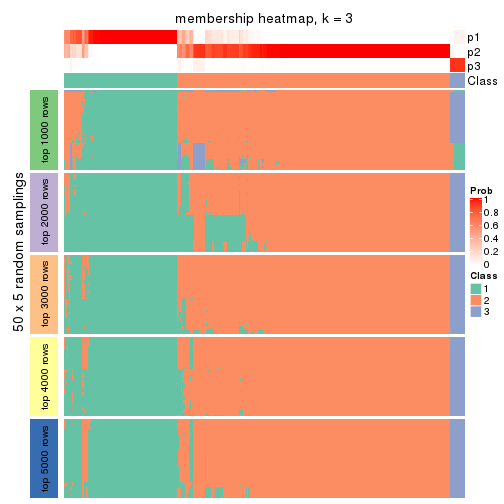 membership heatmap, k = 3
p1
p2
p3
Class
50 x 5 random samplings
top 1000 rows
top 2000 rows
top 3000 rows
top 4000 rows
top 5000 rows
Prob
1
0.8
0.6
0.4
0.2
0
Class
1
2
3